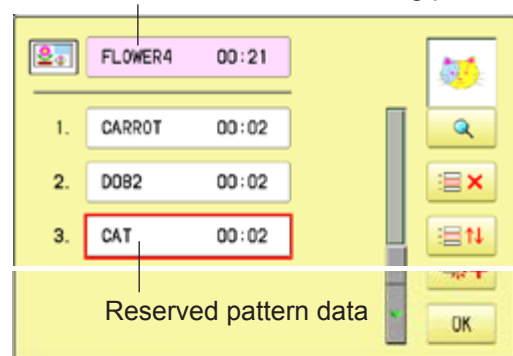 FLOWER4 00:21
1. CARROT 00:02
2. DOB2 00:02
3. CAT 00:02
Reserved pattern data
OK